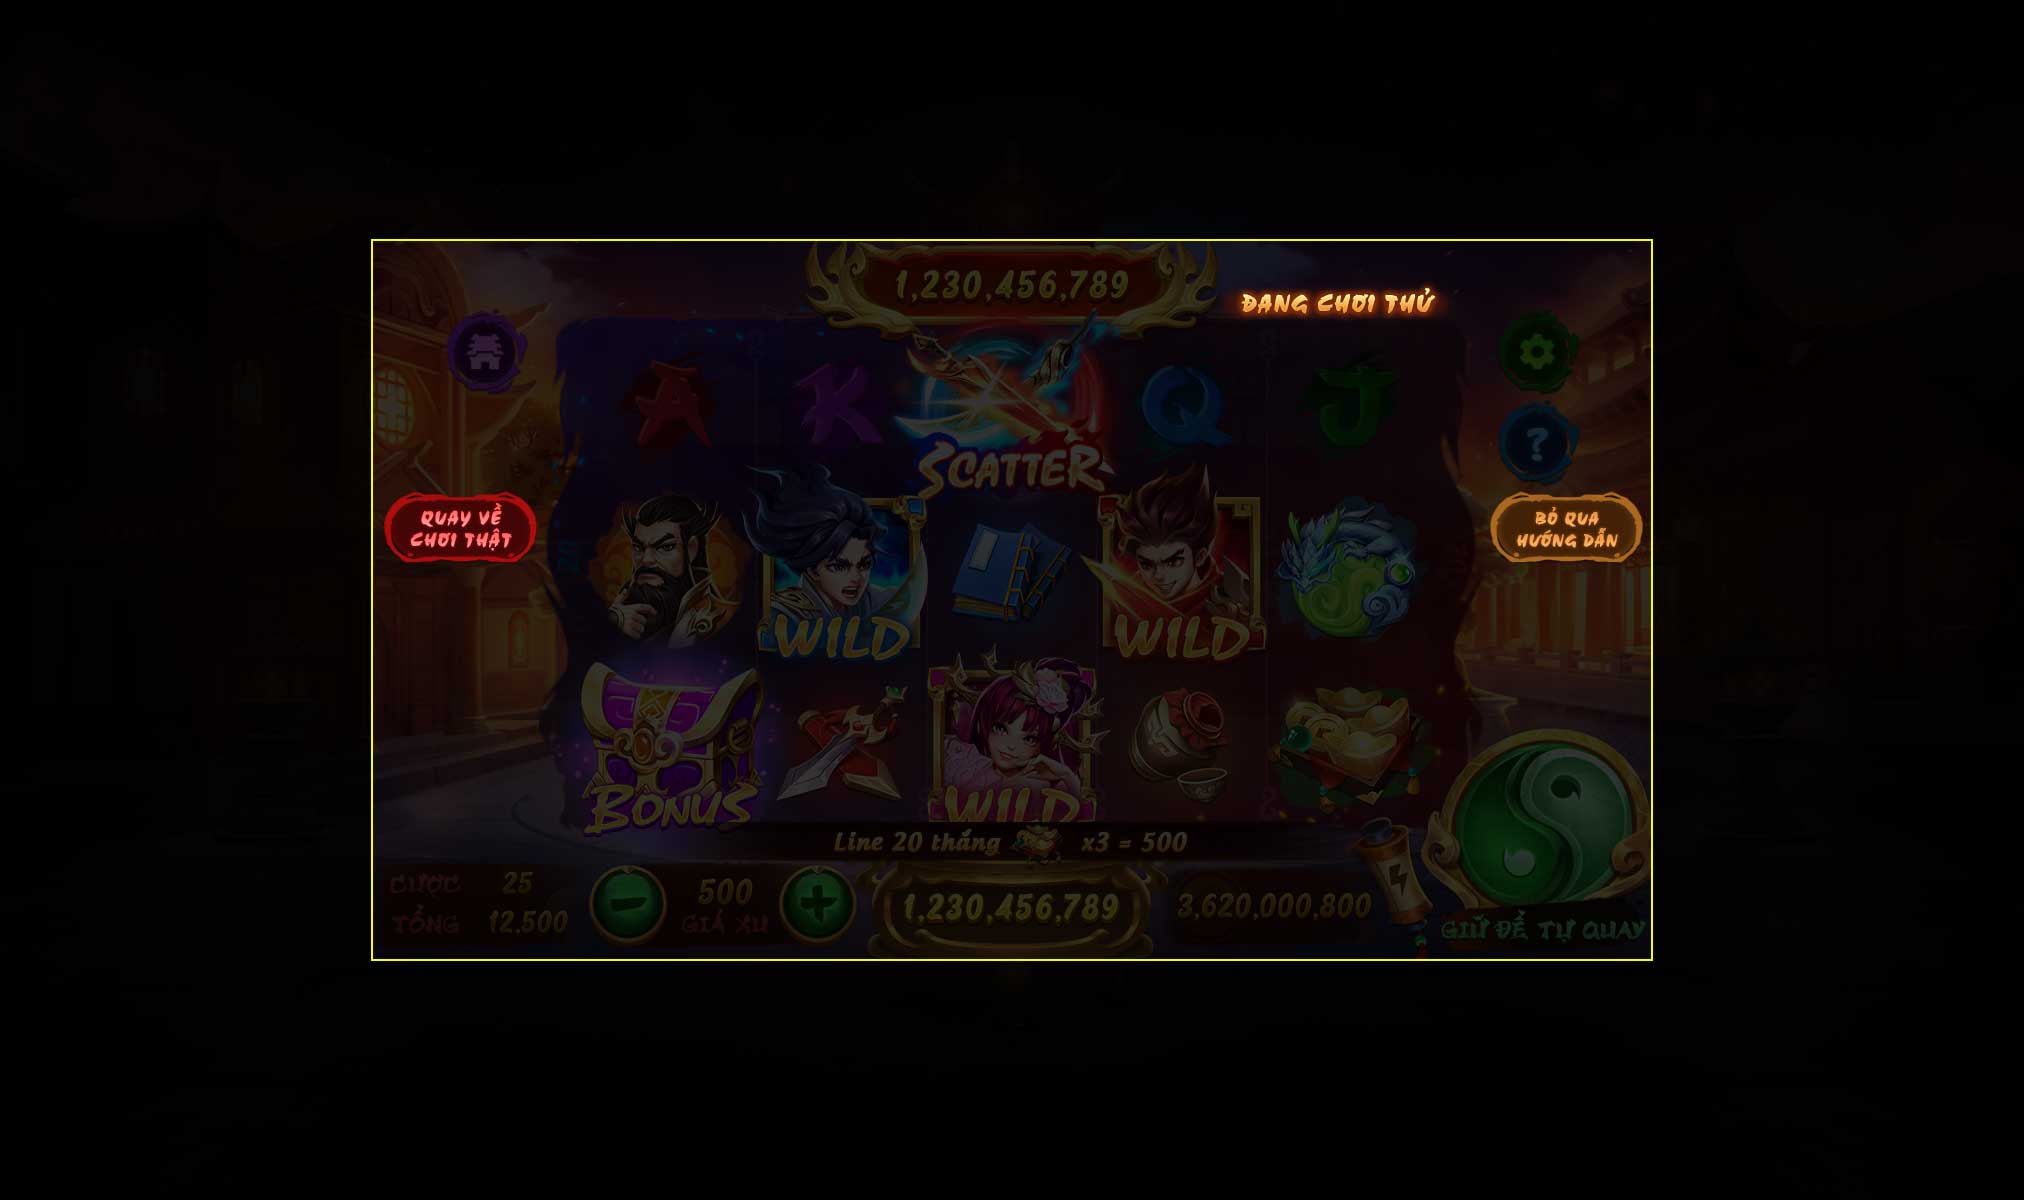 1,230,456,789
ĐANG CHƠI THỬ
A
K
Q
J
SCATTER
?
QUAY VỀ
CHƠI THẬT
BỎ QUA
HƯỚNG DẪN
WILD
WILD
BONUS
WILD
Line 20 thắng x3 = 500
CƯỢC 25
TỔNG 12,500
500
GIÁ XU
1,230,456,789
3,620,000,800
GIỮ ĐỂ TỰ QUAY